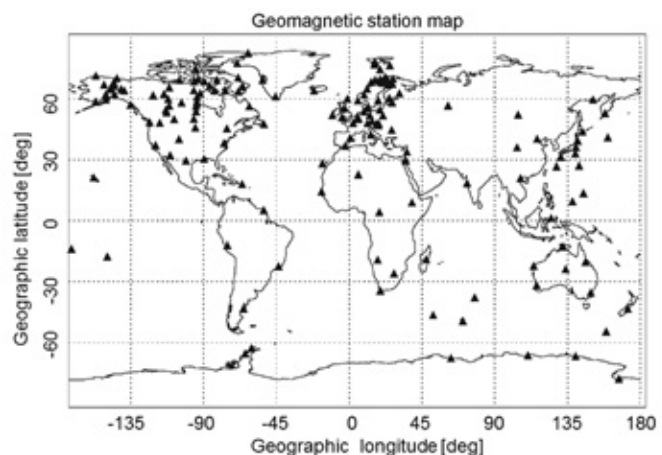 Geomagnetic station map
Geographic latitude [deg]
60
30
0
-30
-60
-135 -90 -45 0 45 90 135 180
Geographic longitude [deg]